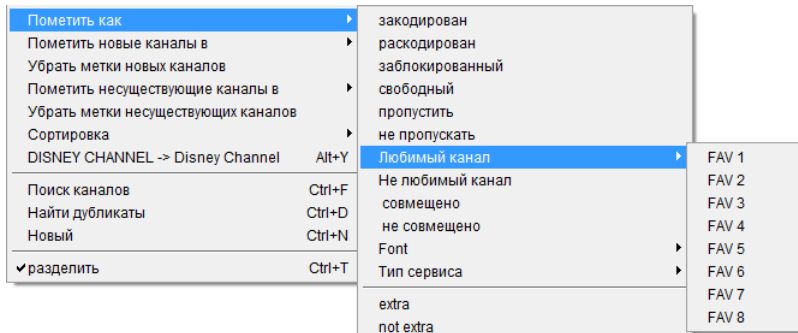 Пометить как
Пометить новые каналы в
Убрать метки новых каналов
Пометить несуществующие каналы в
Убрать метки несуществующих каналов
Сортировка
DISNEY CHANNEL -> Disney Channel Alt+Y
Поиск каналов Ctrl+F
Найти дубликаты Ctrl+D
Новый Ctrl+N
разделить Ctrl+T
закодирован
раскодирован
заблокированный
свободный
пропустить
не пропускать
Любимый канал
Не любимый канал
совмещено
не совмещено
Font
Тип сервиса
extra
not extra
FAV 1
FAV 2
FAV 3
FAV 4
FAV 5
FAV 6
FAV 7
FAV 8